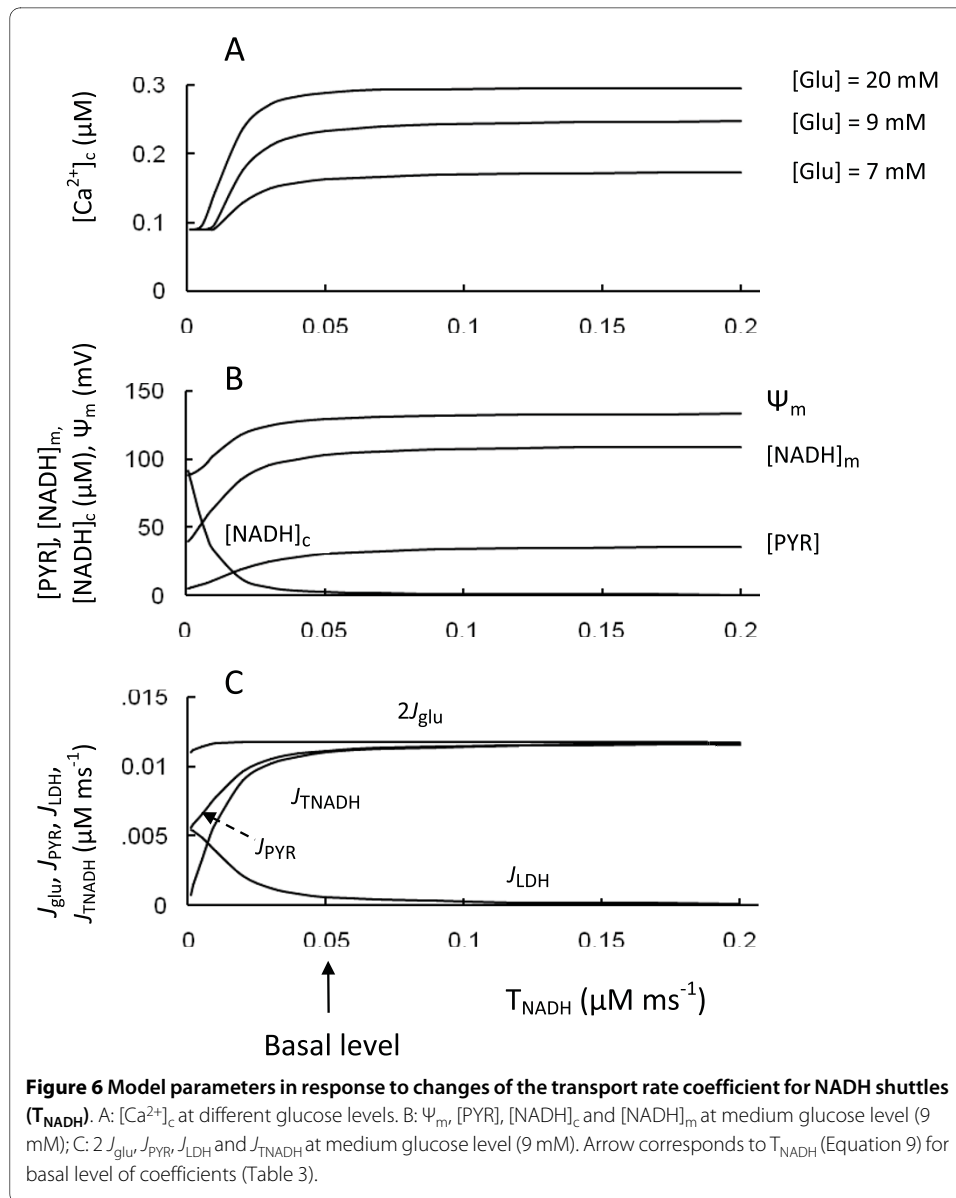 A
[Ca²⁺]c (µM)
0.3
0.2
0.1
0
[Glu] = 20 mM
[Glu] = 9 mM
[Glu] = 7 mM
0 0.05 0.1 0.15 0.2
B
[PYR], [NADH]m,
[NADH]c (µM), Ψm (mV)
150
100
50
0
Ψm
[NADH]m
[NADH]c
[PYR]
0 0.05 0.1 0.15 0.2
C
Jglu, JPYR, JLDH,
JTNADH (µM ms⁻¹)
.015
0.01
.005
0
2Jglu
JTNADH
JPYR
JLDH
0 0.05 0.1 0.15 0.2
TNADH (µM ms⁻¹)
Basal level
Figure 6 Model parameters in response to changes of the transport rate coefficient for NADH shuttles
(TNADH). A: [Ca²⁺]c at different glucose levels. B: Ψm, [PYR], [NADH]c and [NADH]m at medium glucose level (9
mM); C: 2 Jglu, JPYR, JLDH and JTNADH at medium glucose level (9 mM). Arrow corresponds to TNADH (Equation 9) for
basal level of coefficients (Table 3).